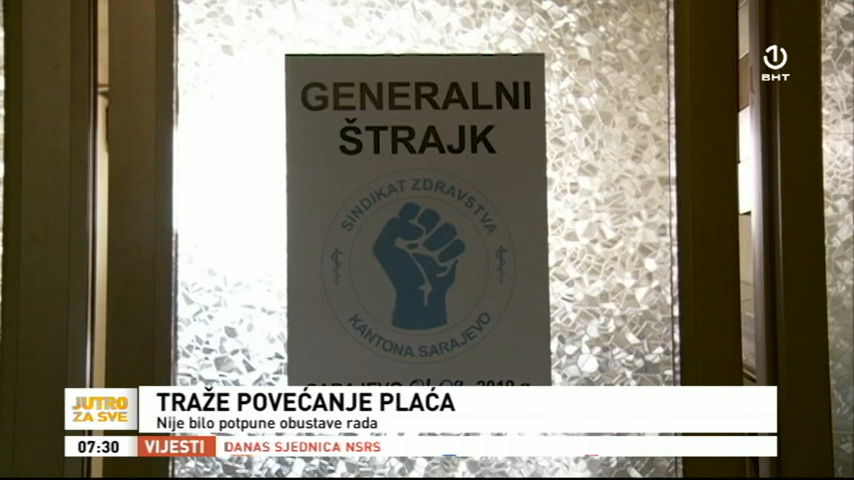 GENERALNI
ŠTRAJK
SINDIKAT ZDRAVSTVA
KANTONA SARAJEVO
BHT
JUTRO
ZA SVE
TRAŽE POVEĆANJE PLAĆA
Nije bilo potpune obustave rada
07:30
VIJESTI
DANAS SJEDNICA NSRS